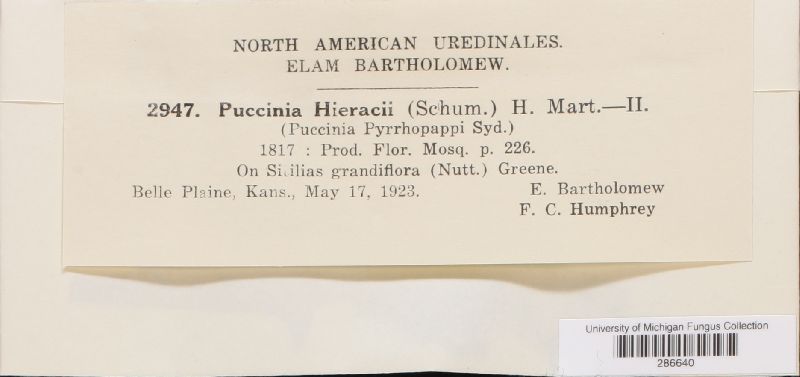 NORTH AMERICAN UREDINALES.
ELAM BARTHOLOMEW.
2947. Puccinia Hieracii (Schum.) H. Mart.—II.
(Puccinia Pyrrhopappi Syd.)
1817 : Prod. Flor. Mosq. p. 226.
On Sitilias grandiflora (Nutt.) Greene.
Belle Plaine, Kans., May 17, 1923. E. Bartholomew
F. C. Humphrey
University of Michigan Fungus Collection
286640